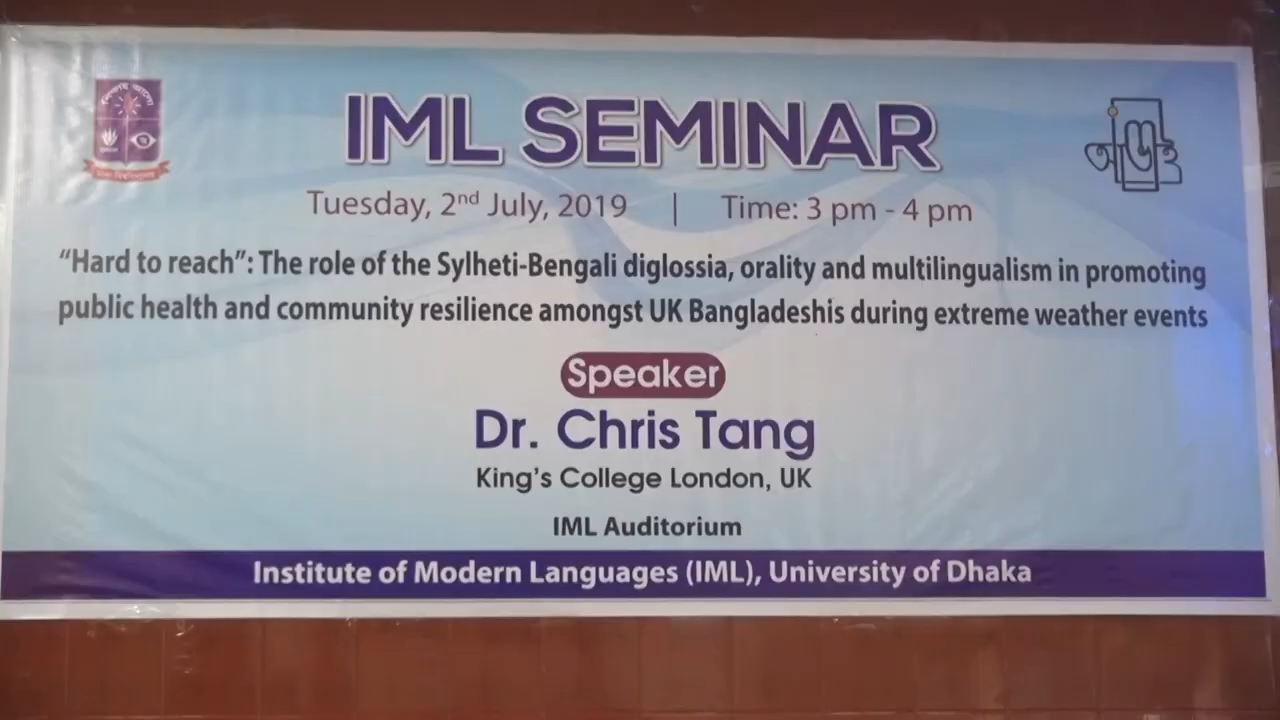 IML SEMINAR
Tuesday, 2nd July, 2019 | Time: 3 pm - 4 pm
“Hard to reach”: The role of the Sylheti-Bengali diglossia, orality and multilingualism in promoting
public health and community resilience amongst UK Bangladeshis during extreme weather events
Speaker
Dr. Chris Tang
King’s College London, UK
IML Auditorium
Institute of Modern Languages (IML), University of Dhaka